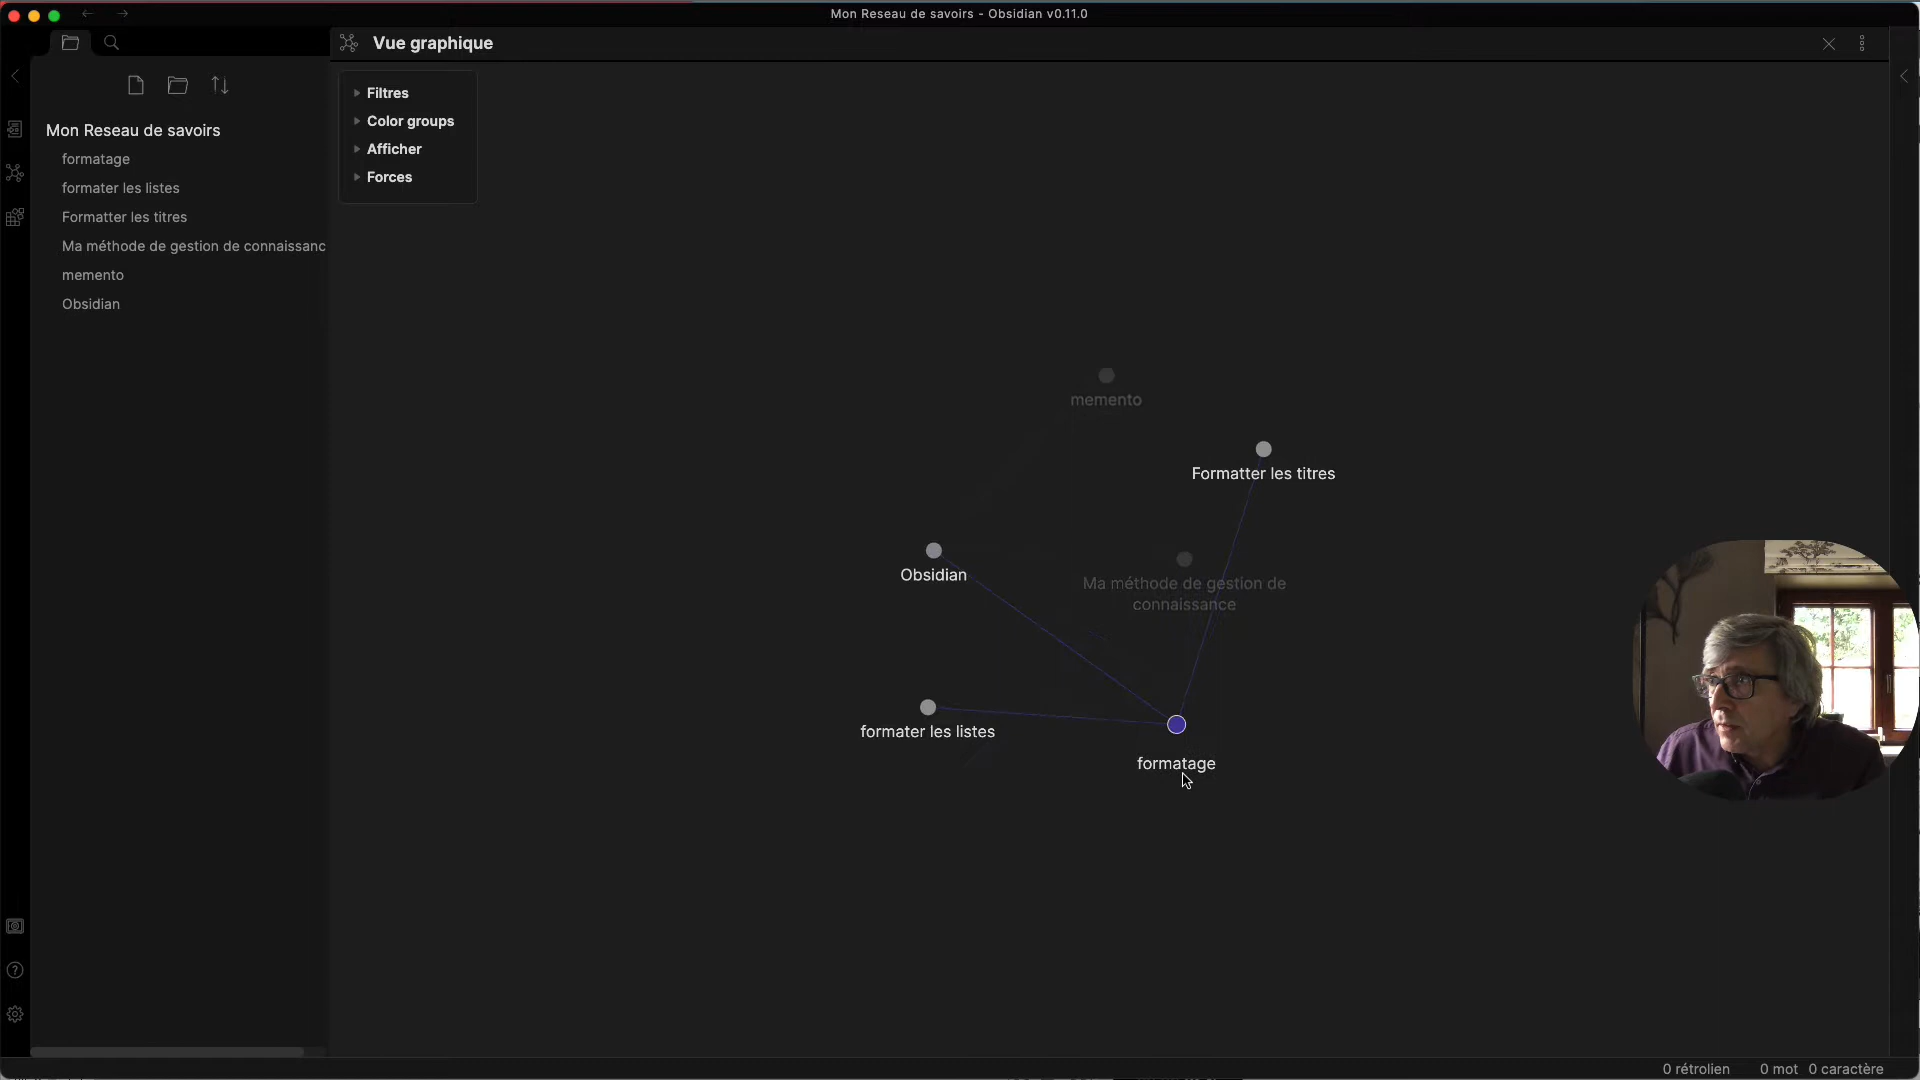 Mon Reseau de savoirs - Obsidian v0.11.0
Vue graphique
Filtres
Color groups
Afficher
Forces
Mon Reseau de savoirs
formatage
formater les listes
Formatter les titres
Ma méthode de gestion de connaissanc
memento
Obsidian
memento
Formatter les titres
Obsidian
Ma méthode de gestion de
connaissance
formater les listes
formatage
0 rétrolien 0 mot 0 caractère